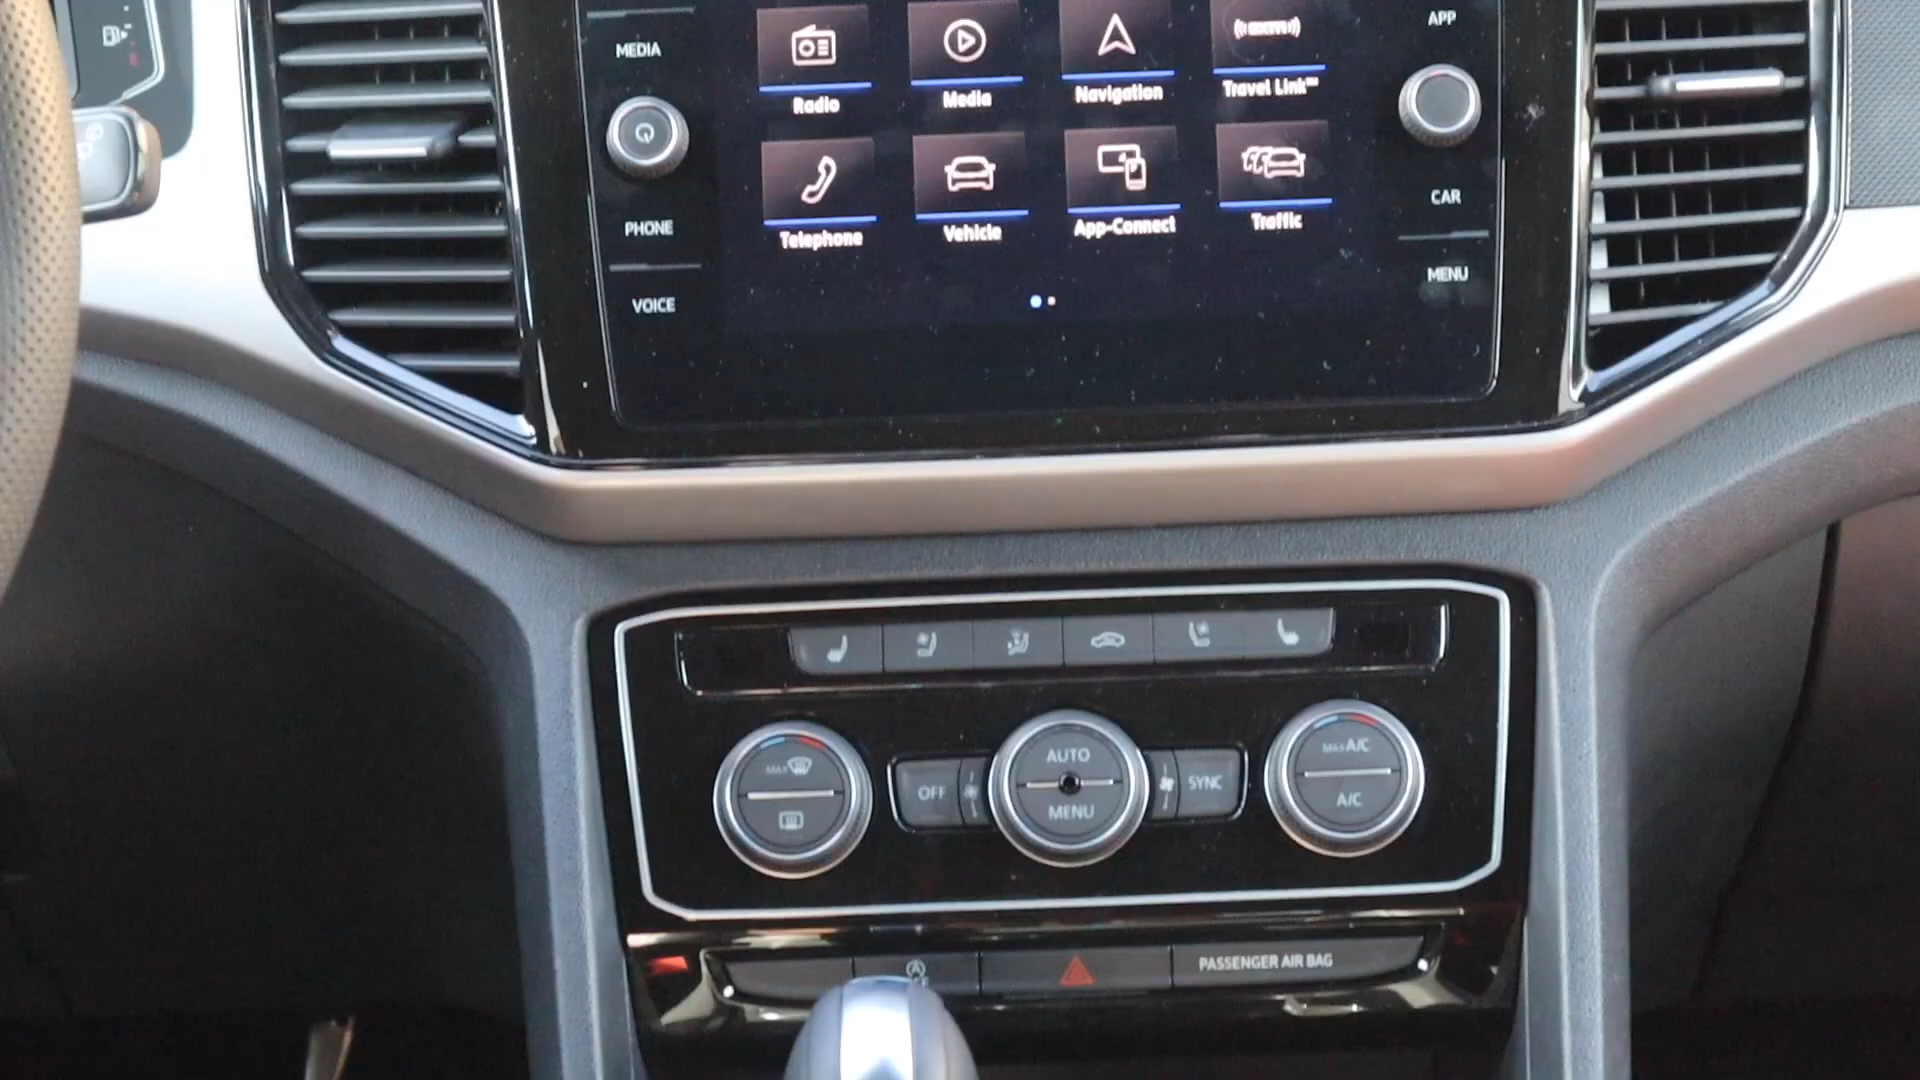 MEDIA
APP
Radio
Media
Navigation
Travel Link™
PHONE
CAR
Telephone
Vehicle
App-Connect
Traffic
VOICE
MENU
MAX
AUTO
MAX A/C
OFF
SYNC
MENU
A/C
PASSENGER AIR BAG